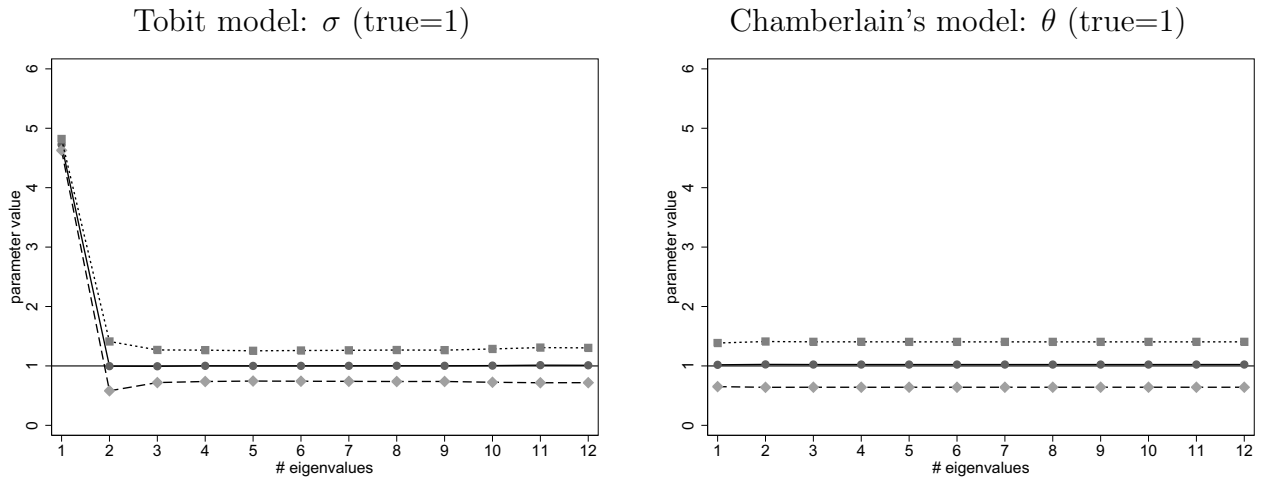 Tobit model: σ (true=1)
Chamberlain's model: θ (true=1)
parameter value
6
5
4
3
2
1
0
1 2 3 4 5 6 7 8 9 10 11 12
# eigenvalues
parameter value
6
5
4
3
2
1
0
1 2 3 4 5 6 7 8 9 10 11 12
# eigenvalues